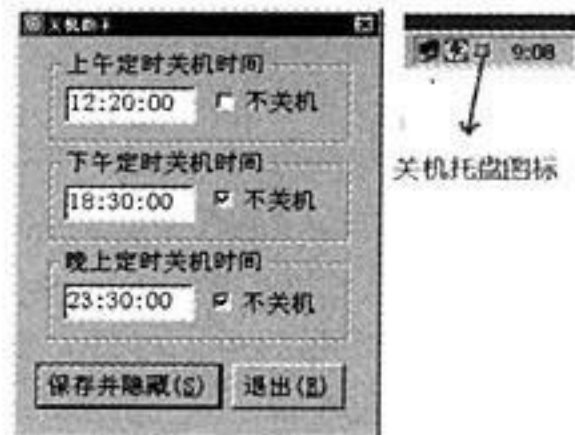 关机助手
上午定时关机时间
12:20:00 不关机
下午定时关机时间
18:30:00 不关机
晚上定时关机时间
23:30:00 不关机
保存并隐藏(S) 退出(E)
9:08
关机托盘图标